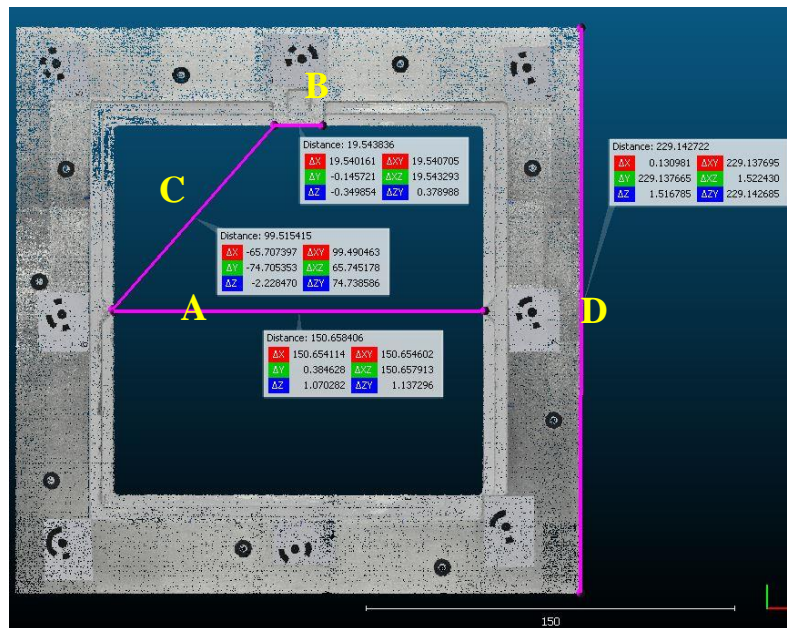 B
Distance: 19.543836
ΔX 19.540161 ΔXY 19.540705
ΔY -0.145721 ΔXZ 19.543293
ΔZ -0.349854 ΔZY 0.378988
Distance: 229.142722
ΔX 0.130981 ΔXY 229.137695
ΔY 229.137665 ΔXZ 1.522430
ΔZ 1.516785 ΔZY 229.142685
C
Distance: 99.515415
ΔX -65.707397 ΔXY 99.490463
ΔY -74.705353 ΔXZ 65.745178
ΔZ -2.228470 ΔZY 74.738586
A
D
Distance: 150.658406
ΔX 150.654114 ΔXY 150.654602
ΔY 0.384628 ΔXZ 150.657913
ΔZ 1.070282 ΔZY 1.137296
150